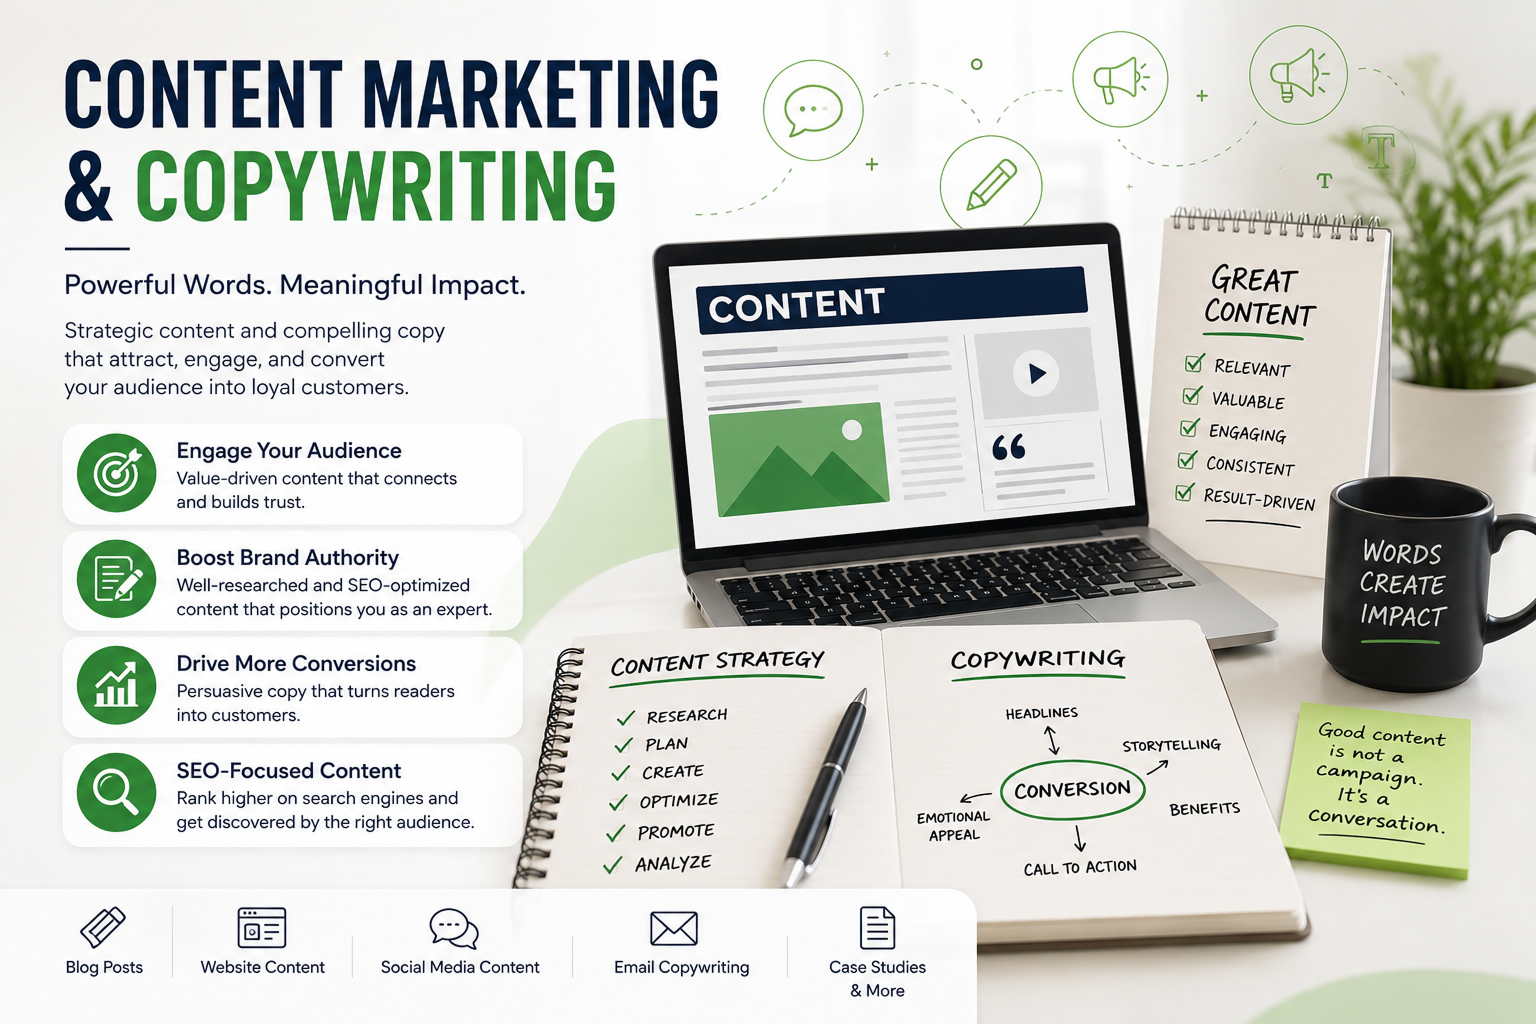 CONTENT MARKETING
& COPYWRITING
Powerful Words. Meaningful Impact.
Strategic content and compelling copy
that attract, engage, and convert
your audience into loyal customers.
Engage Your Audience
Value-driven content that connects
and builds trust.
Boost Brand Authority
Well-researched and SEO-optimized
content that positions you as an expert.
Drive More Conversions
Persuasive copy that turns readers
into customers.
SEO-Focused Content
Rank higher on search engines and
get discovered by the right audience.
Blog Posts
Website Content
Social Media Content
Email Copywriting
Case Studies
& More
T
T
CONTENT
“
GREAT
CONTENT
RELEVANT
VALUABLE
ENGAGING
CONSISTENT
RESULT-DRIVEN
WORDS
CREATE
IMPACT
CONTENT STRATEGY
RESEARCH
PLAN
CREATE
OPTIMIZE
PROMOTE
ANALYZE
COPYWRITING
HEADLINES
STORYTELLING
CONVERSION
EMOTIONAL
APPEAL
BENEFITS
CALL TO ACTION
Good content
is not a
campaign.
It's a
Conversation.